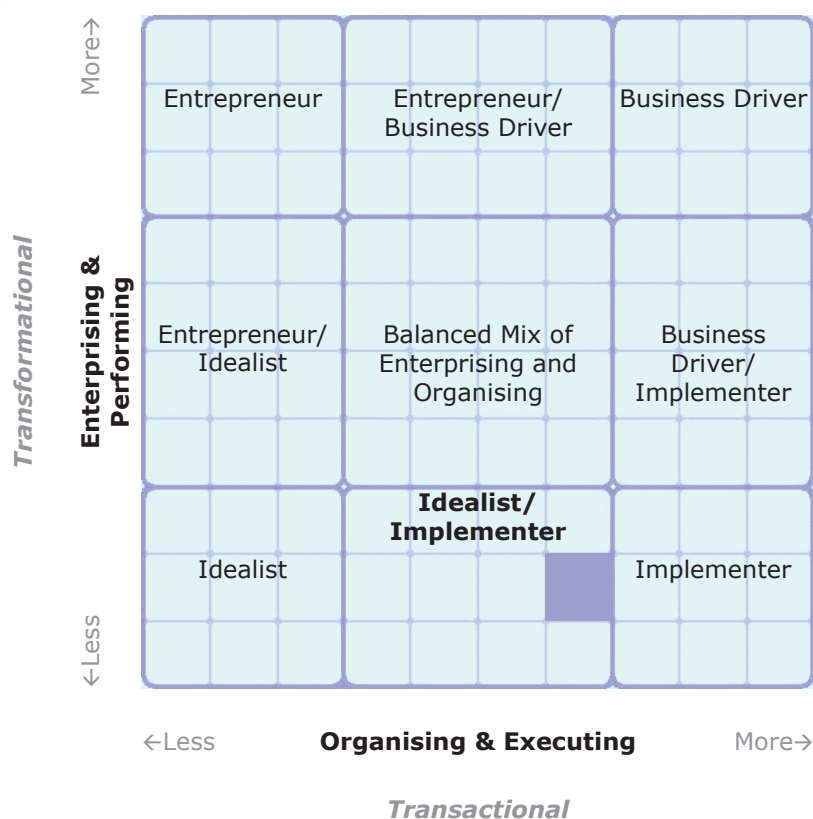 More→
Entrepreneur
Entrepreneur/
Business Driver
Business Driver
Transformational
Enterprising &
Performing
Entrepreneur/
Idealist
Balanced Mix of
Enterprising and
Organising
Business
Driver/
Implementer
Idealist/
Implementer
Idealist
Implementer
←Less
←Less
Organising & Executing
More→
Transactional